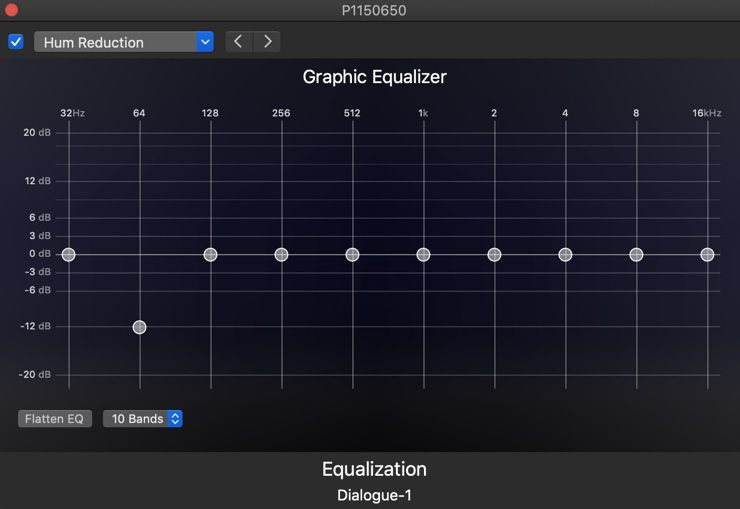 P1150650
Hum Reduction
Graphic Equalizer
32Hz 64 128 256 512 1k 2 4 8 16kHz
20 dB
12 dB
6 dB
3 dB
0 dB
-3 dB
-6 dB
-12 dB
-20 dB
Flatten EQ 10 Bands
Equalization
Dialogue-1